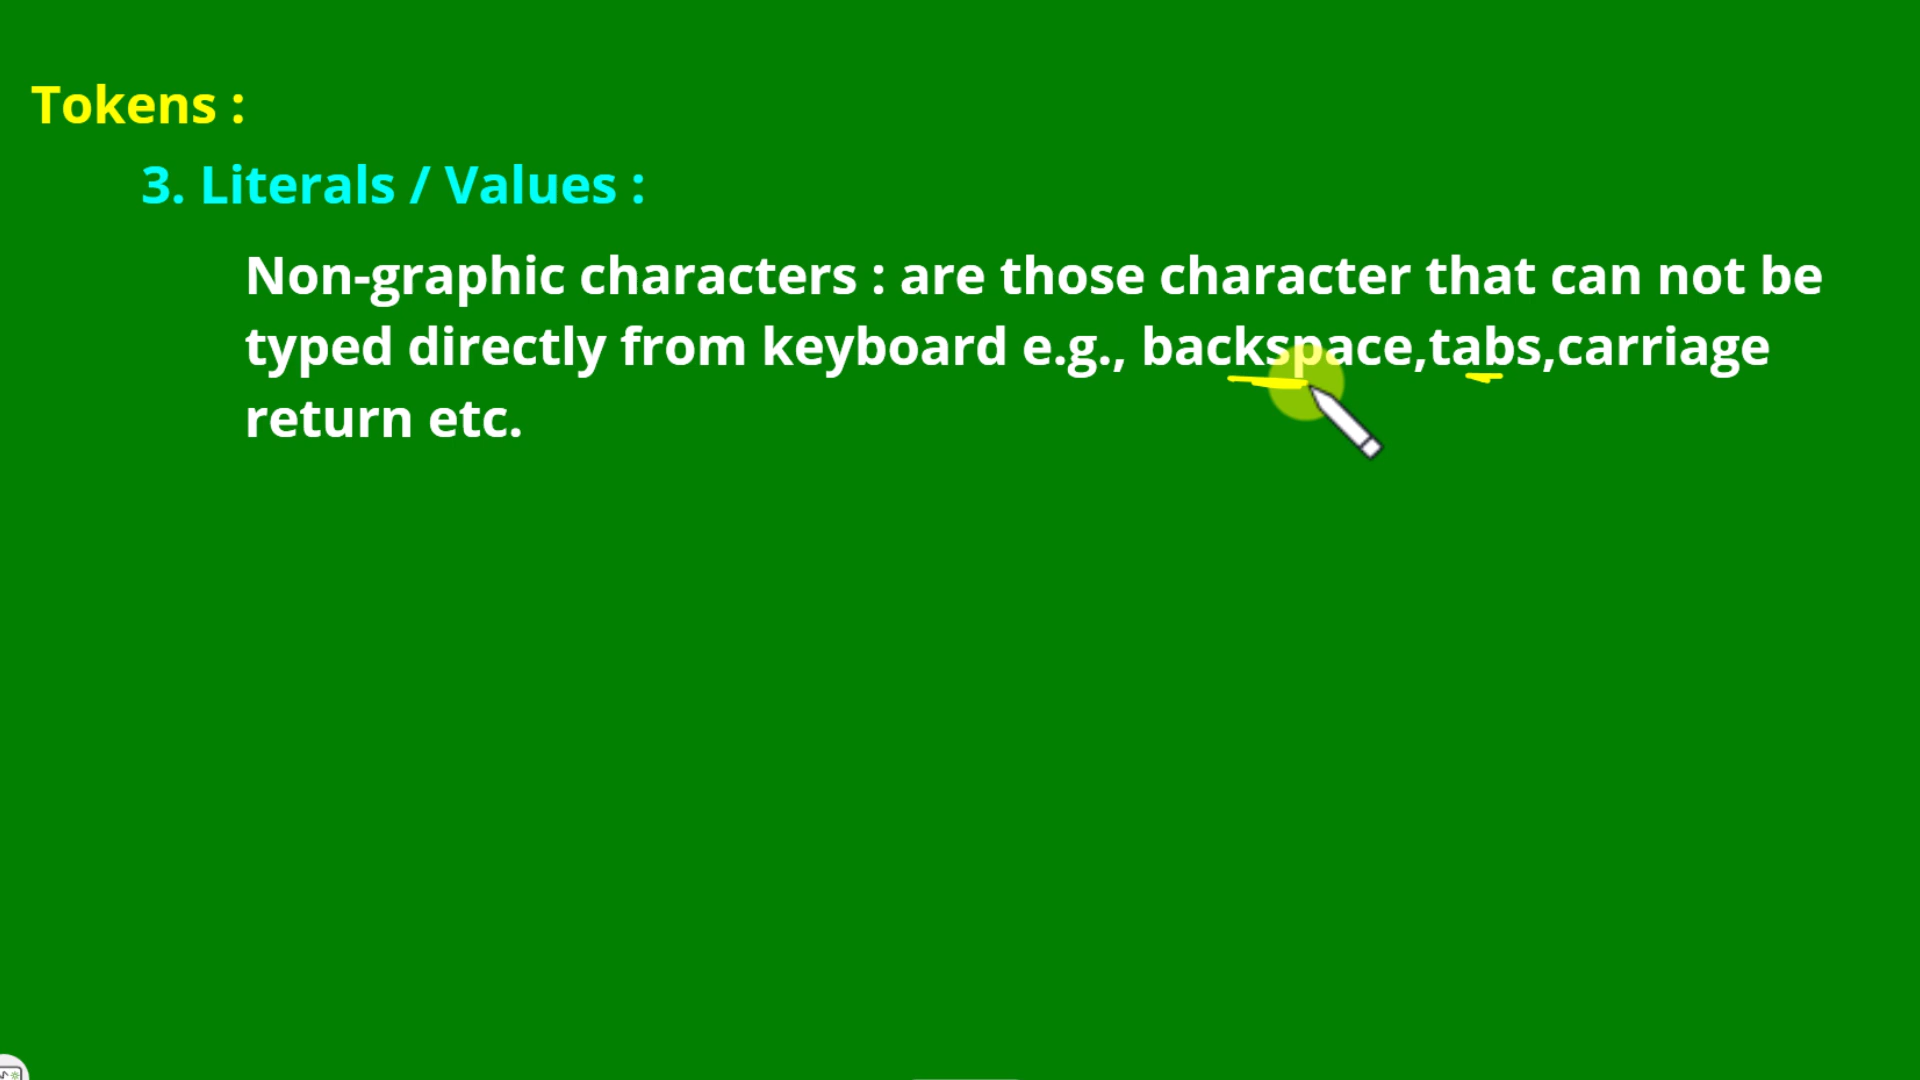 Tokens :
3. Literals / Values :
Non-graphic characters : are those character that can not be
typed directly from keyboard e.g., backspace,tabs,carriage
return etc.